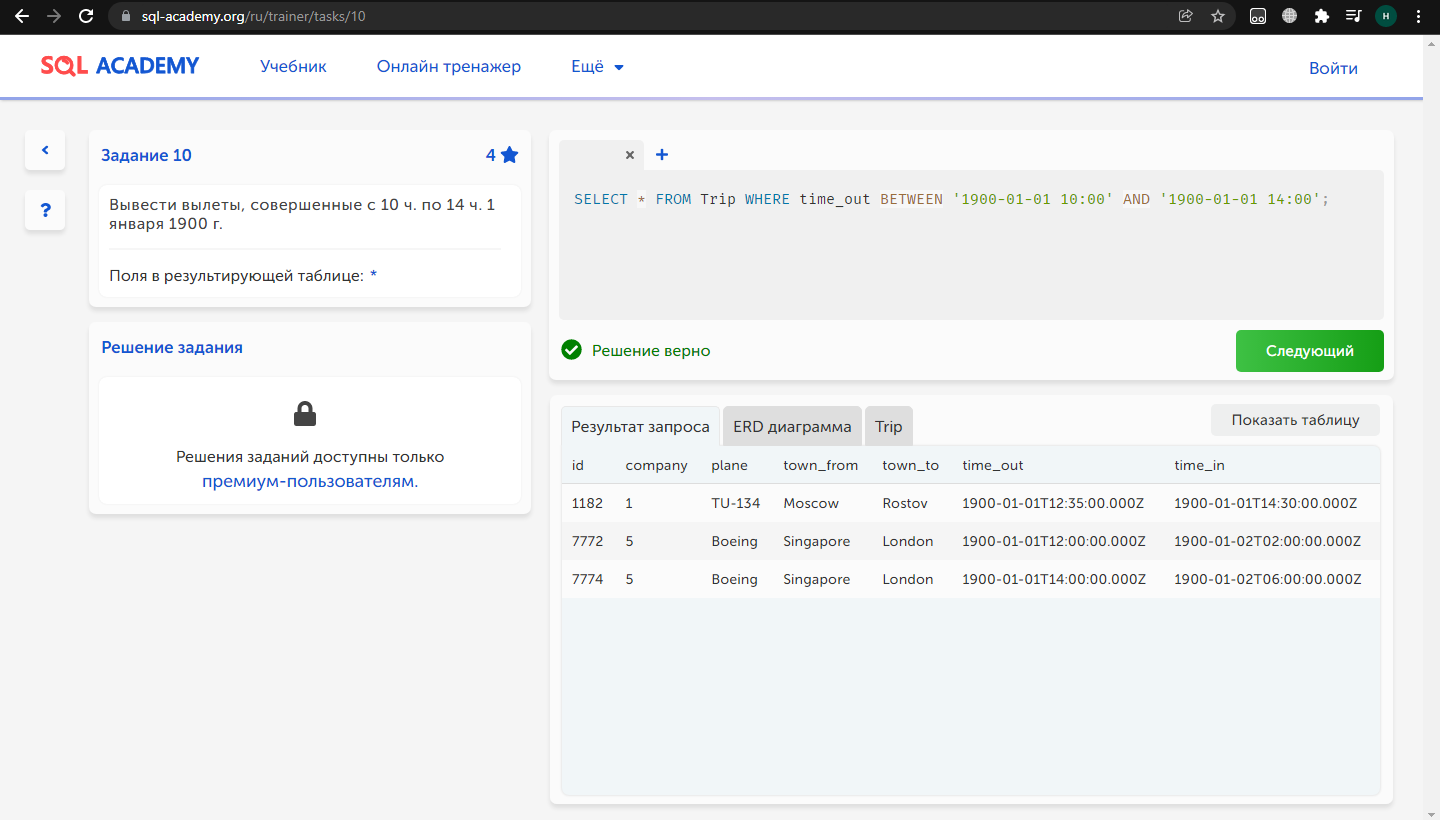 sql-academy.org/ru/trainer/tasks/10
H
SQL ACADEMY
Учебник
Онлайн тренажер
Ещё
Войти
Задание 10
4
Вывести вылеты, совершенные с 10 ч. по 14 ч. 1
января 1900 г.
Поля в результирующей таблице: *
?
Решение задания
Решения заданий доступны только
премиум-пользователям.
× +
SELECT * FROM Trip WHERE time_out BETWEEN '1900-01-01 10:00' AND '1900-01-01 14:00';
Решение верно
Следующий
Результат запроса
ERD диаграмма
Trip
Показать таблицу
id company plane town_from town_to time_out time_in
1182 1 TU-134 Moscow Rostov 1900-01-01T12:35:00.000Z 1900-01-01T14:30:00.000Z
7772 5 Boeing Singapore London 1900-01-01T12:00:00.000Z 1900-01-02T02:00:00.000Z
7774 5 Boeing Singapore London 1900-01-01T14:00:00.000Z 1900-01-02T06:00:00.000Z